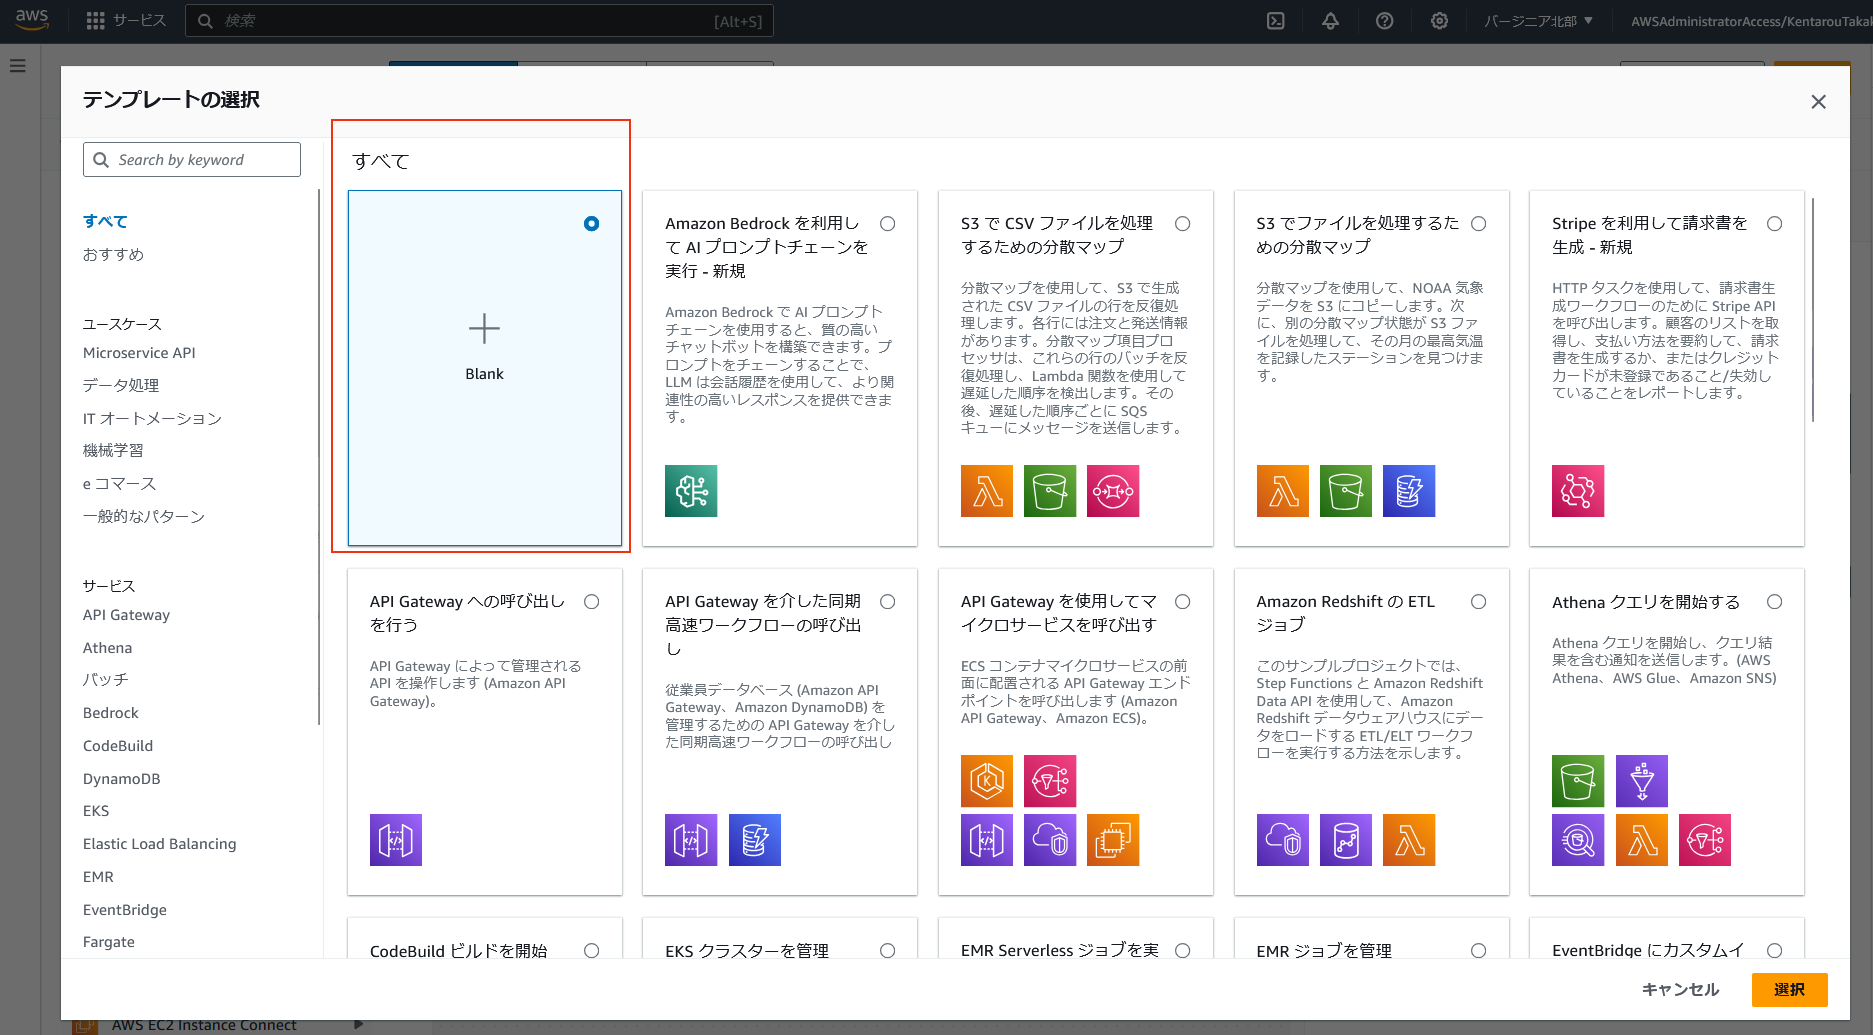 aws
サービス
検索
[Alt+S]
バージニア北部 ▼
テンプレートの選択
Search by keyword
すべて
おすすめ
ユースケース
Microservice API
データ処理
IT オートメーション
機械学習
e コマース
一般的なパターン
サービス
API Gateway
Athena
バッチ
Bedrock
CodeBuild
DynamoDB
EKS
Elastic Load Balancing
EMR
EventBridge
Fargate
すべて
Blank
Amazon Bedrock を利用し
て AI プロンプトチェーンを
実行 - 新規
Amazon Bedrock で AI プロンプト
チェーンを使用すると、質の高い
チャットボットを構築できます。プ
ロンプトをチェーンすることで、
LLM は会話履歴を使用して、より関
連性の高いレスポンスを提供できま
す。
S3 で CSV ファイルを処理
するための分散マップ
分散マップを使用して、S3 で生成
された CSV ファイルの行を反復処
理します。各行には注文と発送情報
があります。分散マップ項目プロ
セッサは、これらの行のバッチを反
復処理し、Lambda 関数を使用して
遅延した順序を検出します。その
後、遅延した順序ごとに SQS
キューにメッセージを送信します。
S3 でファイルを処理するた
めの分散マップ
分散マップを使用して、NOAA 気象
データを S3 にコピーします。次
に、別の分散マップ状態が S3 ファ
イルを処理して、その月の最高気温
を記録したステーションを見つけま
す。
Stripe を利用して請求書を
生成 - 新規
HTTP タスクを使用して、請求書生
成ワークフローのために Stripe API
を呼び出します。顧客のリストを取
得し、支払い方法を要約して、請求
書を生成するか、またはクレジット
カードが未登録であること/失効し
ていることをレポートします。
API Gateway への呼び出し
を行う
API Gateway によって管理される
API を操作します (Amazon API
Gateway)。
API Gateway を介した同期
高速ワークフローの呼び出
し
従業員データベース (Amazon API
Gateway、Amazon DynamoDB) を
管理するための API Gateway を介し
た同期高速ワークフローの呼び出し
API Gateway を使用してマ
イクロサービスを呼び出す
ECS コンテナマイクロサービスの前
面に配置される API Gateway エンド
ポイントを呼び出します (Amazon
API Gateway、Amazon ECS)。
Amazon Redshift の ETL
ジョブ
このサンプルプロジェクトでは、
Step Functions と Amazon Redshift
Data API を使用して、Amazon
Redshift データウェアハウスにデー
タをロードする ETL/ELT ワークフ
ローを実行する方法を示します。
Athena クエリを開始する
Athena クエリを開始し、クエリ結
果を含む通知を送信します。(AWS
Athena、AWS Glue、Amazon SNS)
CodeBuild ビルドを開始
EKS クラスターを管理
EMR Serverless ジョブを実
EMR ジョブを管理
EventBridge にカスタムイ
キャンセル
選択
AWS EC2 Instance Connect